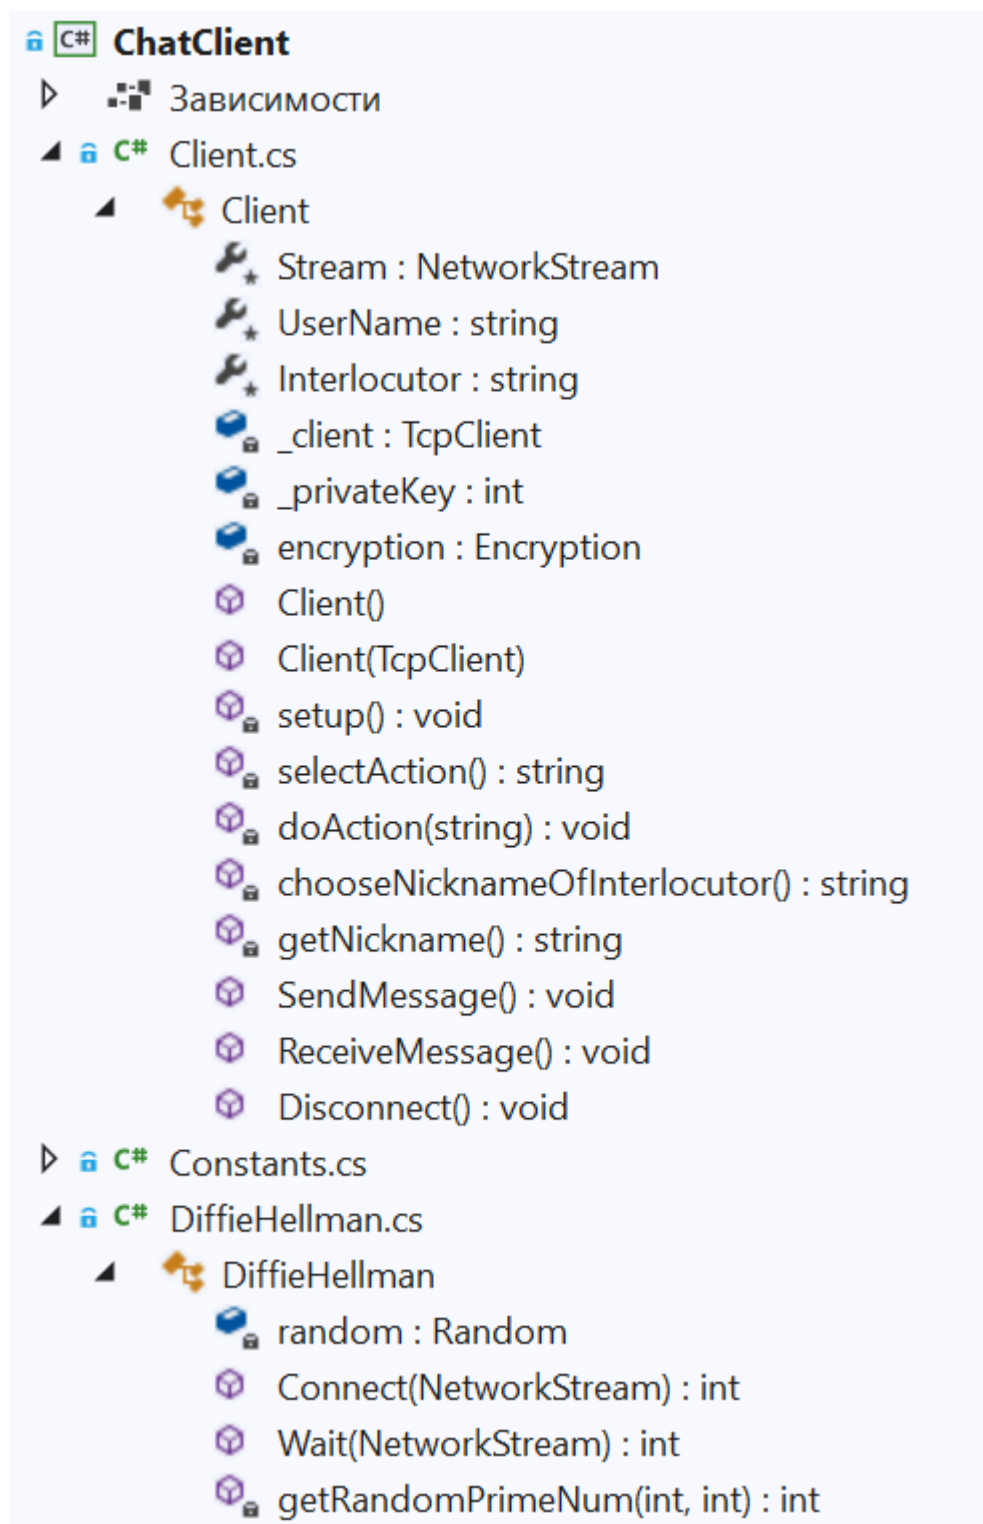 C# ChatClient
Зависимости
C# Client.cs
Client
Stream : NetworkStream
UserName : string
Interlocutor : string
_client : TcpClient
_privateKey : int
encryption : Encryption
Client()
Client(TcpClient)
setup() : void
selectAction() : string
doAction(string) : void
chooseNicknameOfInterlocutor() : string
getNickname() : string
SendMessage() : void
ReceiveMessage() : void
Disconnect() : void
C# Constants.cs
C# DiffieHellman.cs
DiffieHellman
random : Random
Connect(NetworkStream) : int
Wait(NetworkStream) : int
getRandomPrimeNum(int, int) : int